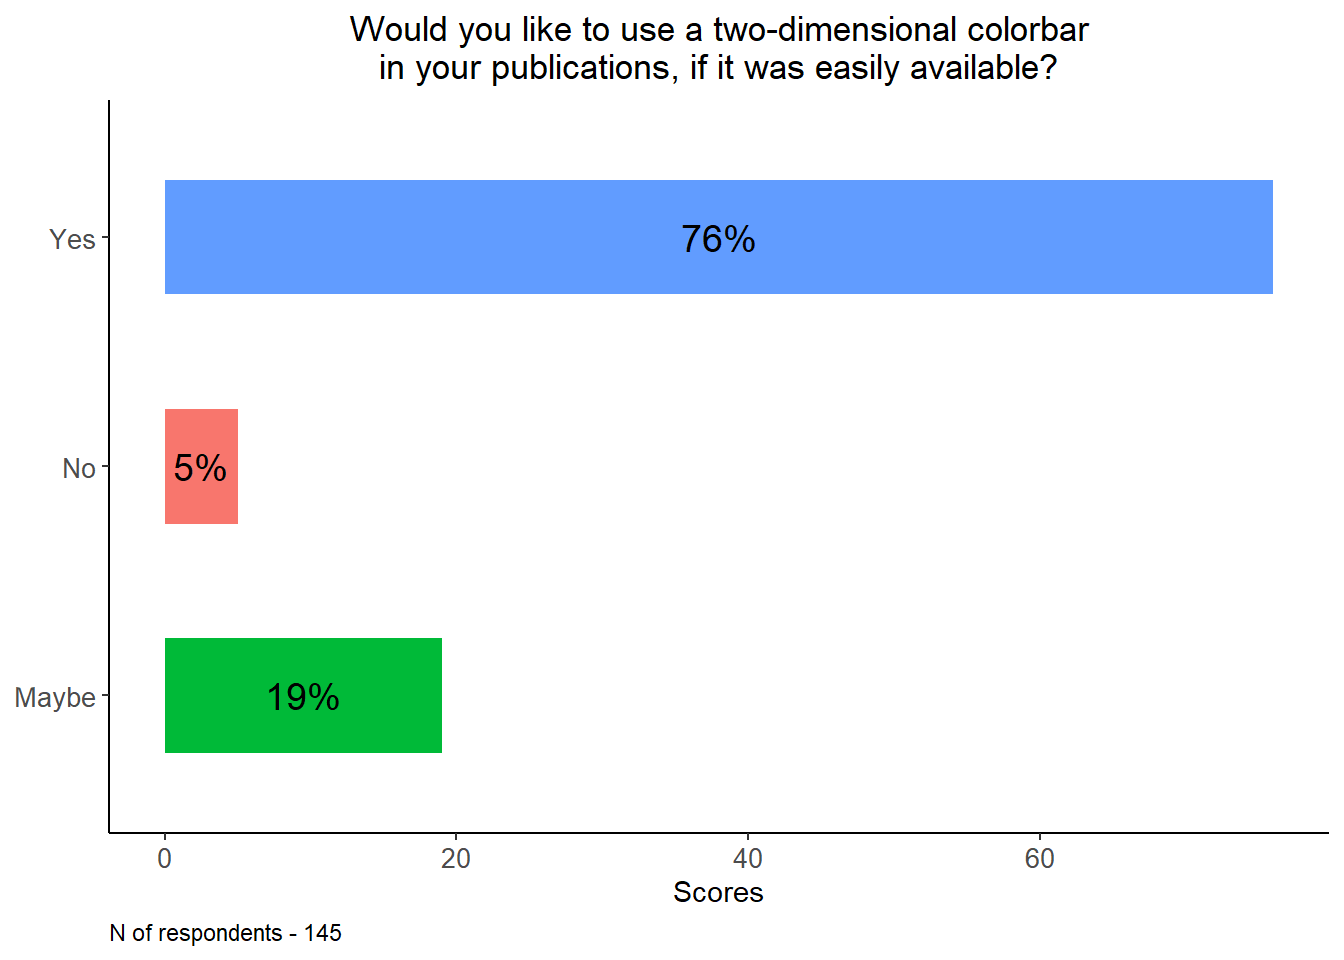 Would you like to use a two-dimensional colorbar
in your publications, if it was easily available?
Yes
76%
No
5%
Maybe
19%
0 20 40 60
Scores
N of respondents - 145